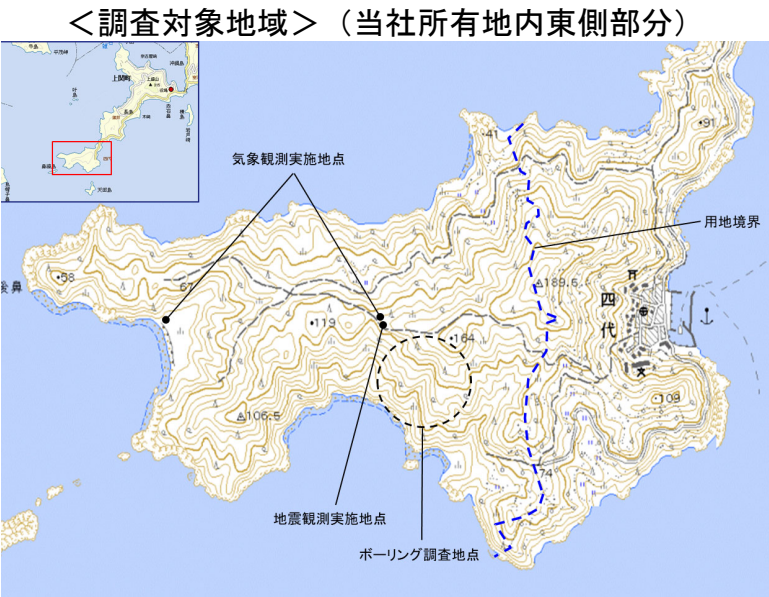 ＜調査対象地域＞（当社所有地内東側部分）
上関町
長島
気象観測実施地点
用地境界
・41
・91
・58
67
△189.5
・119
・164
四代
△106.5
・109
74
地震観測実施地点
ボーリング調査地点